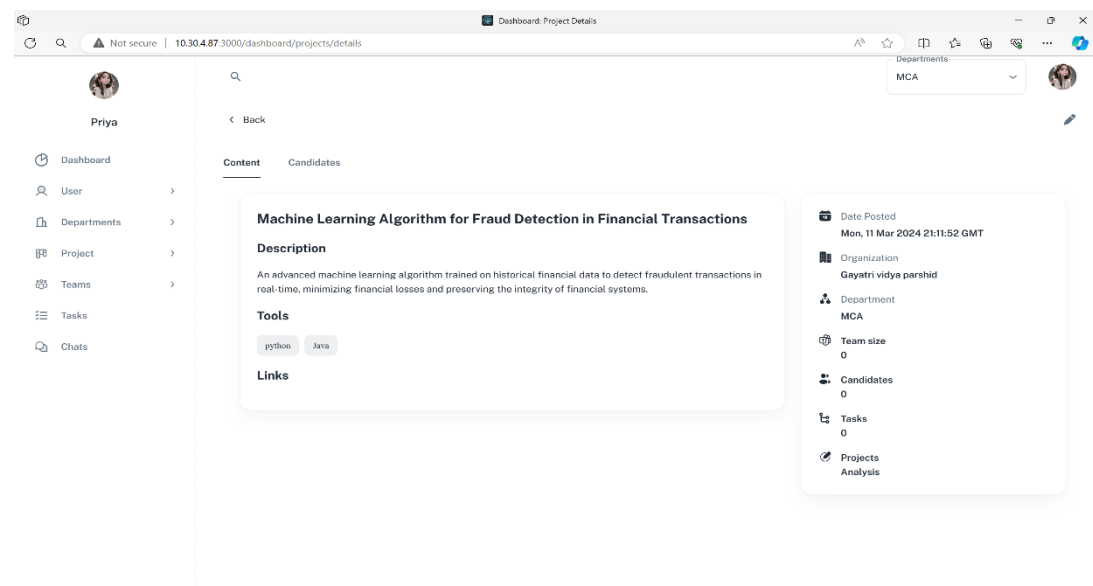 Dashboard: Project Details
Not secure | 10.30.4.87:3000/dashboard/projects/details
Departments
MCA
Priya
Dashboard
User
Departments
Project
Teams
Tasks
Chats
Back
Content Candidates
Machine Learning Algorithm for Fraud Detection in Financial Transactions
Description
An advanced machine learning algorithm trained on historical financial data to detect fraudulent transactions in
real-time, minimizing financial losses and preserving the integrity of financial systems.
Tools
python Java
Links
Date Posted
Mon, 11 Mar 2024 21:11:52 GMT
Organization
Gayatri vidya parshid
Department
MCA
Team size
0
Candidates
0
Tasks
0
Projects
Analysis